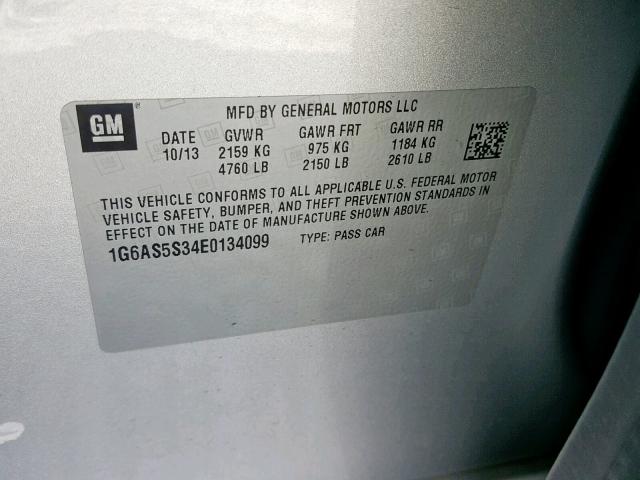 GM
MFD BY GENERAL MOTORS LLC
DATE GVWR GAWR FRT GAWR RR
10/13 2159 KG 975 KG 1184 KG
4760 LB 2150 LB 2610 LB
THIS VEHICLE CONFORMS TO ALL APPLICABLE U.S. FEDERAL MOTOR
VEHICLE SAFETY, BUMPER, AND THEFT PREVENTION STANDARDS IN
EFFECT ON THE DATE OF MANUFACTURE SHOWN ABOVE.
1G6AS5S34E0134099 TYPE: PASS CAR